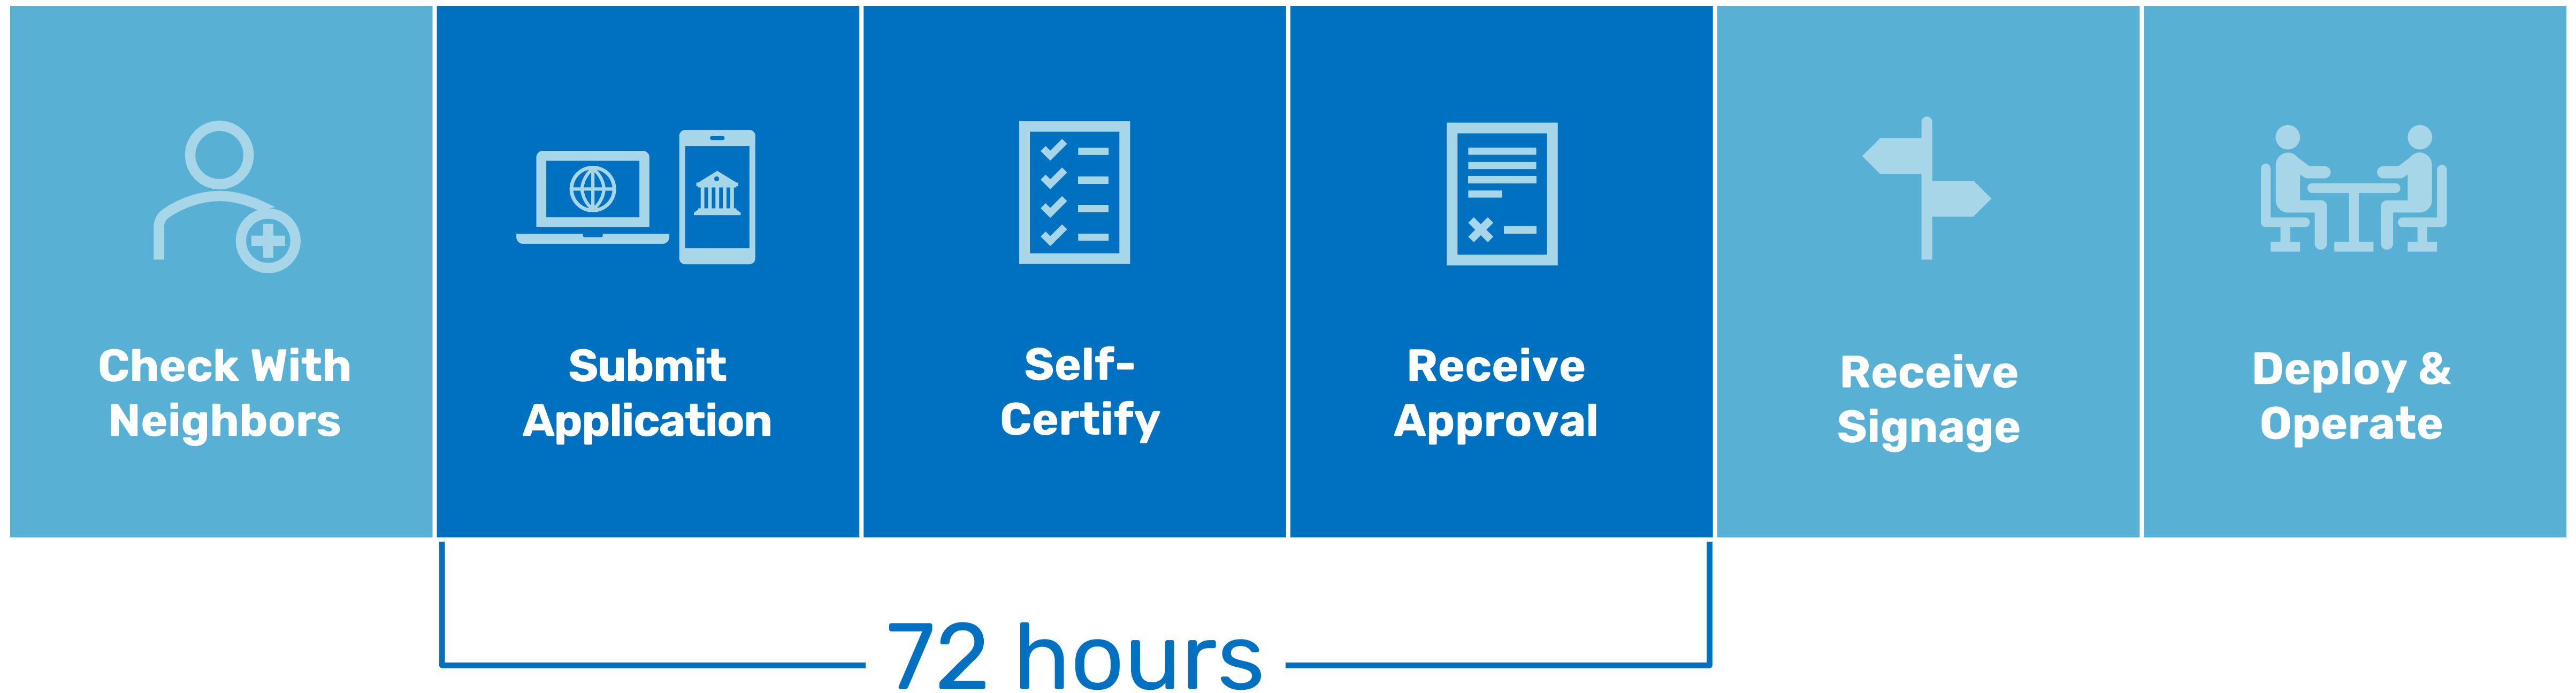 Check With
Neighbors
Submit
Application
Self-
Certify
Receive
Approval
Receive
Signage
Deploy &
Operate
72 hours